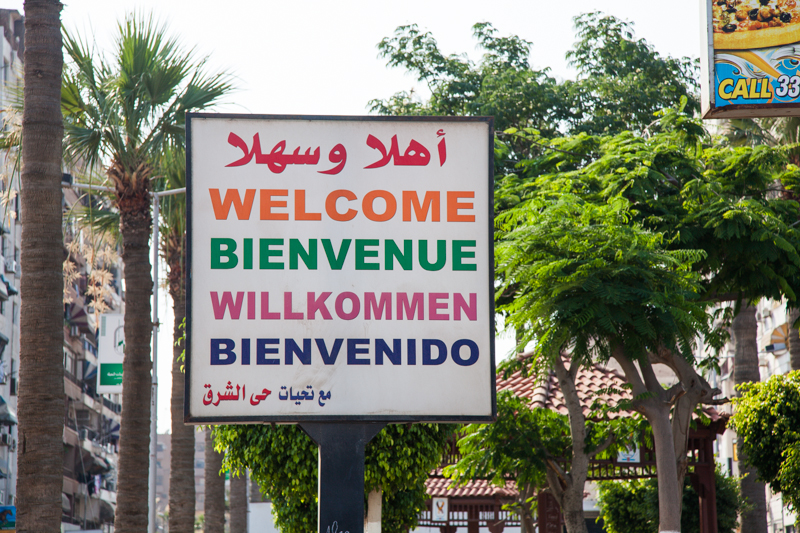 أهلا وسهلا
WELCOME
BIENVENUE
WILLKOMMEN
BIENVENIDO
مع تحيات حى الشرق
CALL 33